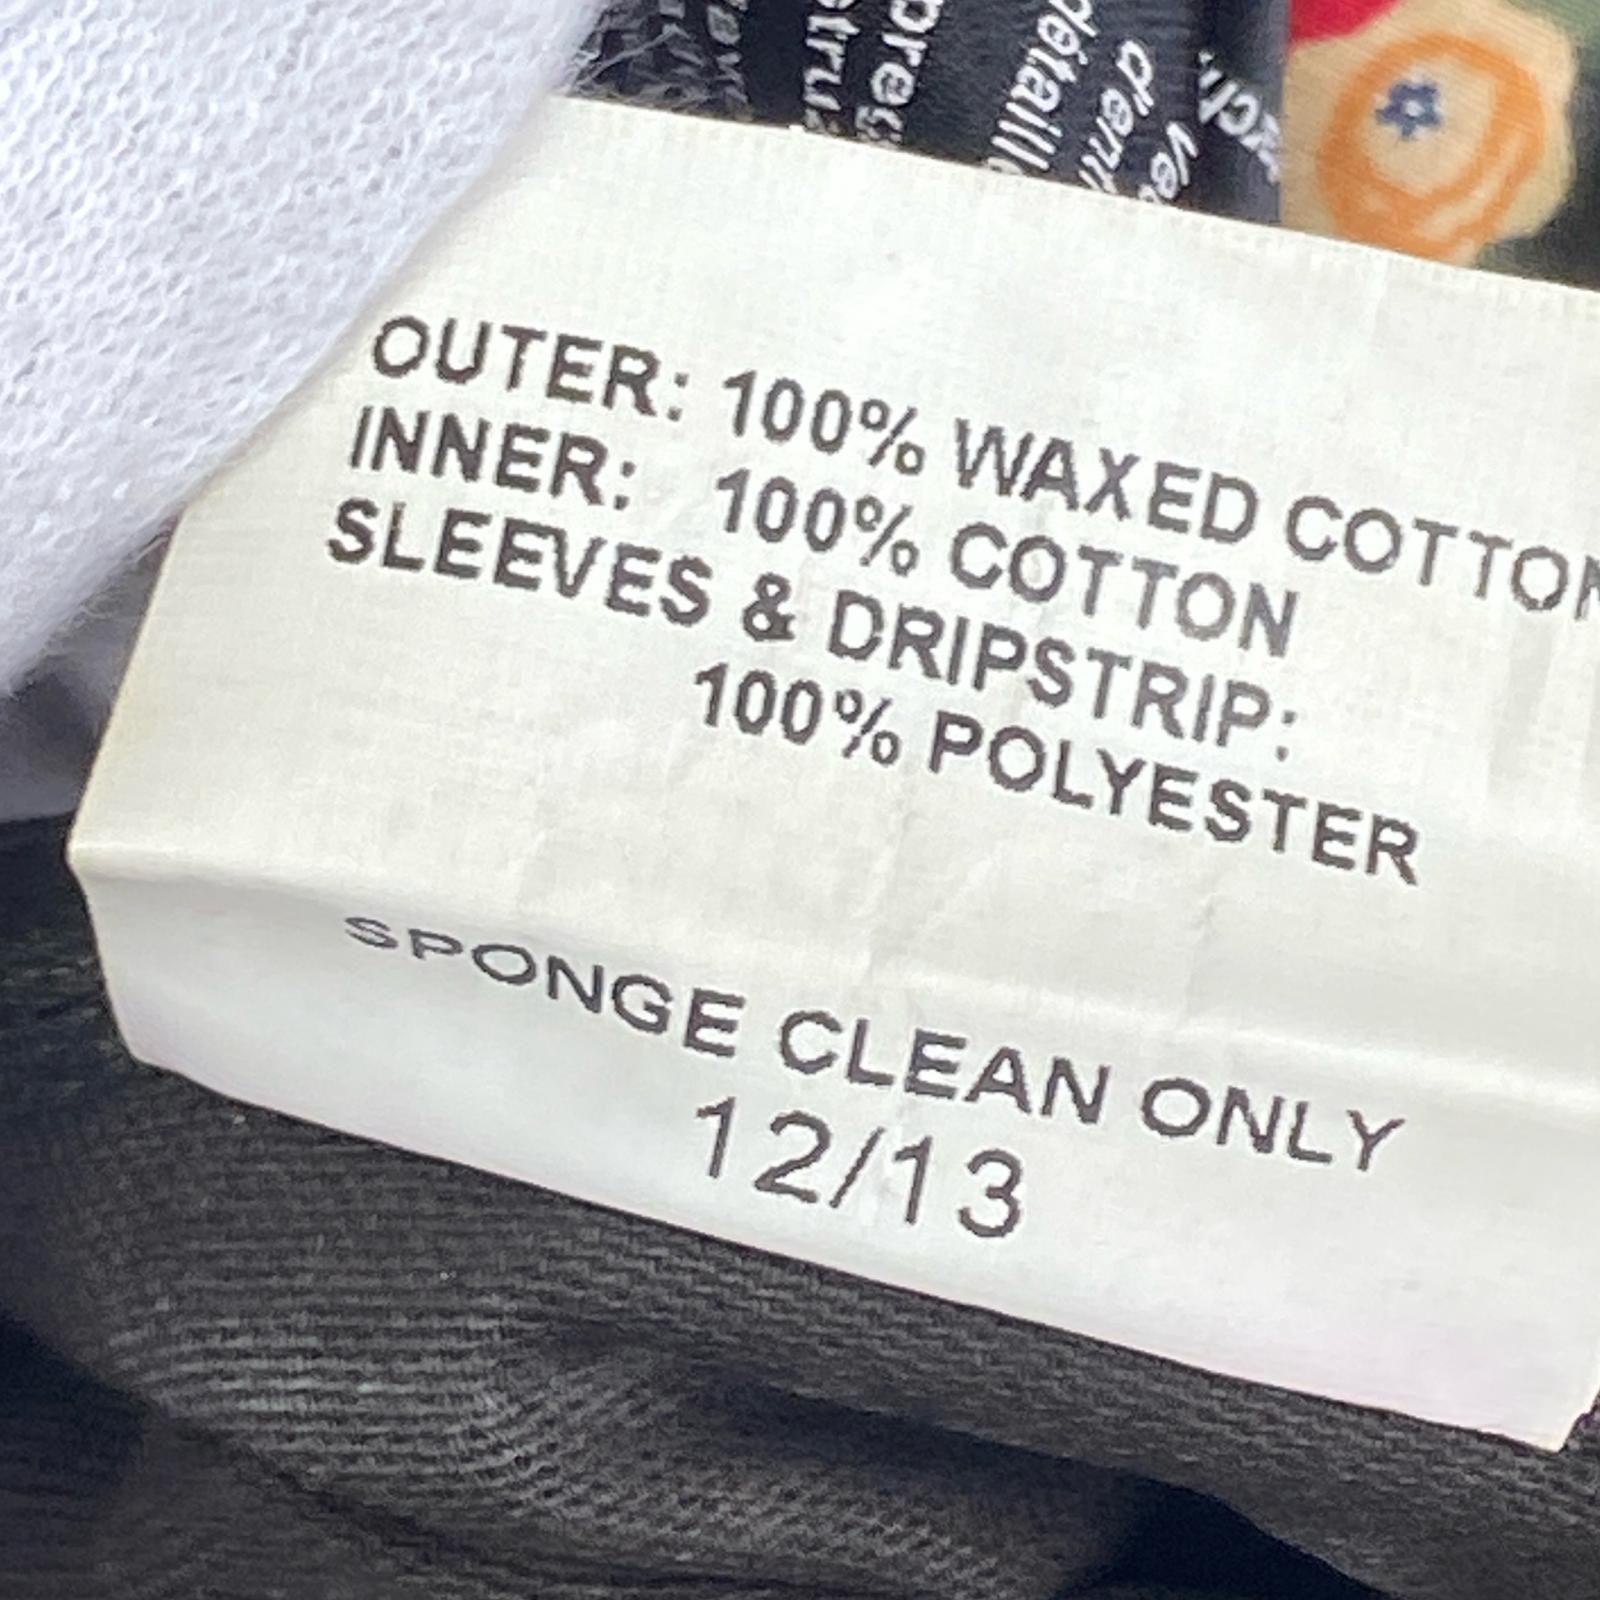 OUTER: 100% WAXED COTTON
INNER: 100% COTTON
SLEEVES & DRIPSTRIP:
100% POLYESTER
SPONGE CLEAN ONLY
12/13